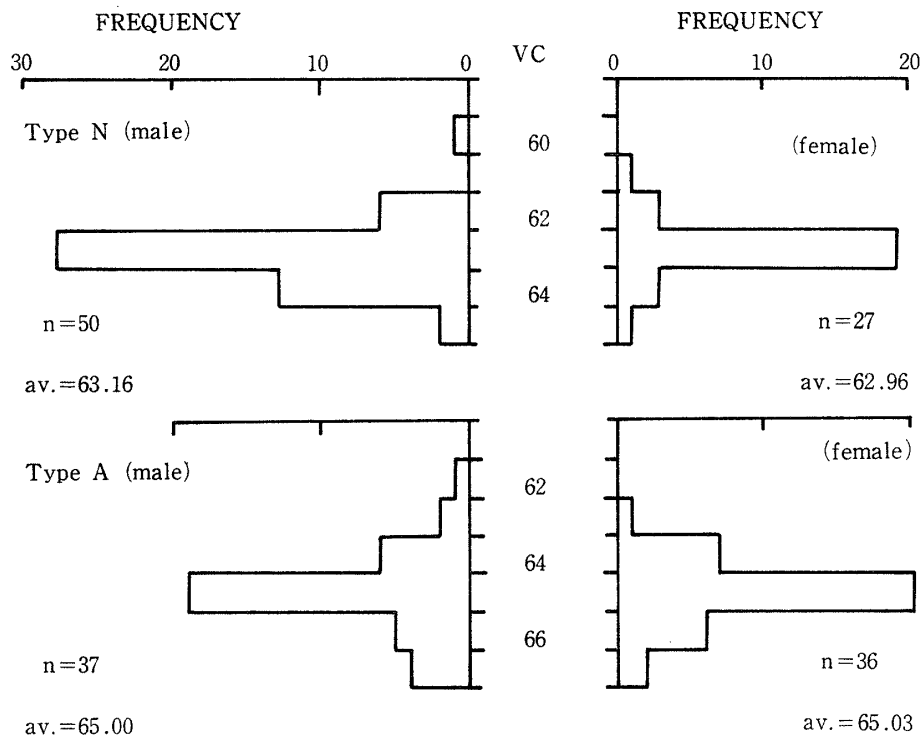 FREQUENCY FREQUENCY
30 20 10 0 VC 0 10 20
Type N (male) 60 (female)
62
64
n=50 n=27
av.=63.16 av.=62.96
Type A (male) 62 (female)
64
66
n=37 n=36
av.=65.00 av.=65.03